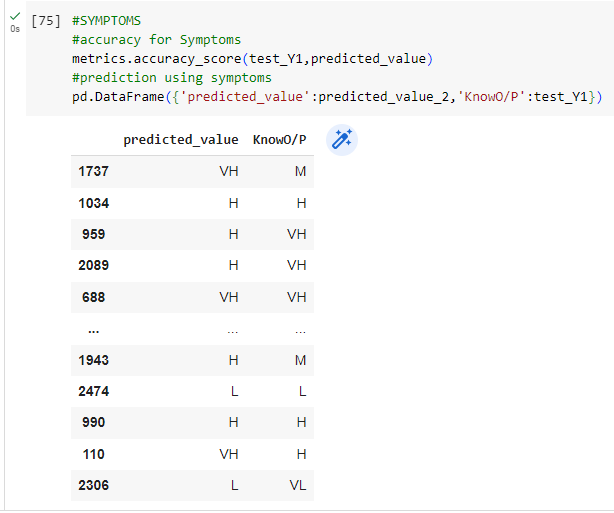 [75] #SYMPTOMS
0s
#accuracy for Symptoms
metrics.accuracy_score(test_Y1,predicted_value)
#prediction using symptoms
pd.DataFrame({'predicted_value':predicted_value_2,'KnowO/P':test_Y1})
predicted_value KnowO/P
1737 VH M
1034 H H
959 H VH
2089 H VH
688 VH VH
... ... ...
1943 H M
2474 L L
990 H H
110 VH H
2306 L VL